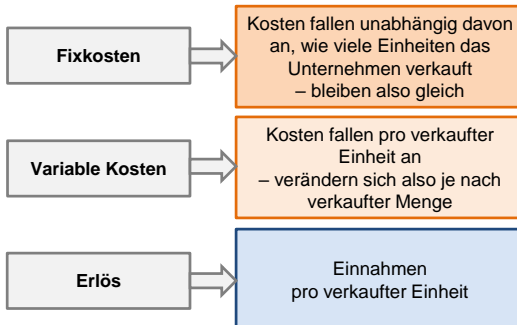 Fixkosten
Kosten fallen unabhängig davon
an, wie viele Einheiten das
Unternehmen verkauft
– bleiben also gleich
Variable Kosten
Kosten fallen pro verkaufter
Einheit an
– verändern sich also je nach
verkaufter Menge
Erlös
Einnahmen
pro verkaufter Einheit